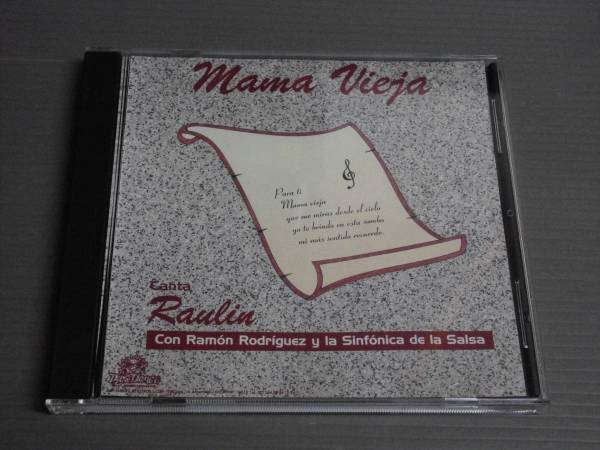 Mama Vieja
Para ti
Mama vieja
que me miras desde el cielo
yo te brindo en esta samba
mi más sentido recuerdo.
Canta
Raulin
Con Ramón Rodríguez y la Sinfónica de la Salsa